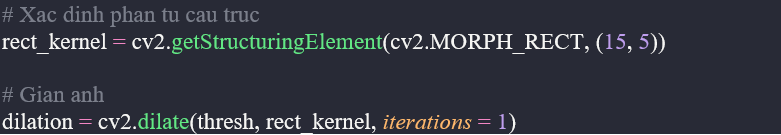 # Xac dinh phan tu cau truc
rect_kernel = cv2.getStructuringElement(cv2.MORPH_RECT, (15, 5))
# Gian anh
dilation = cv2.dilate(thresh, rect_kernel, iterations = 1)